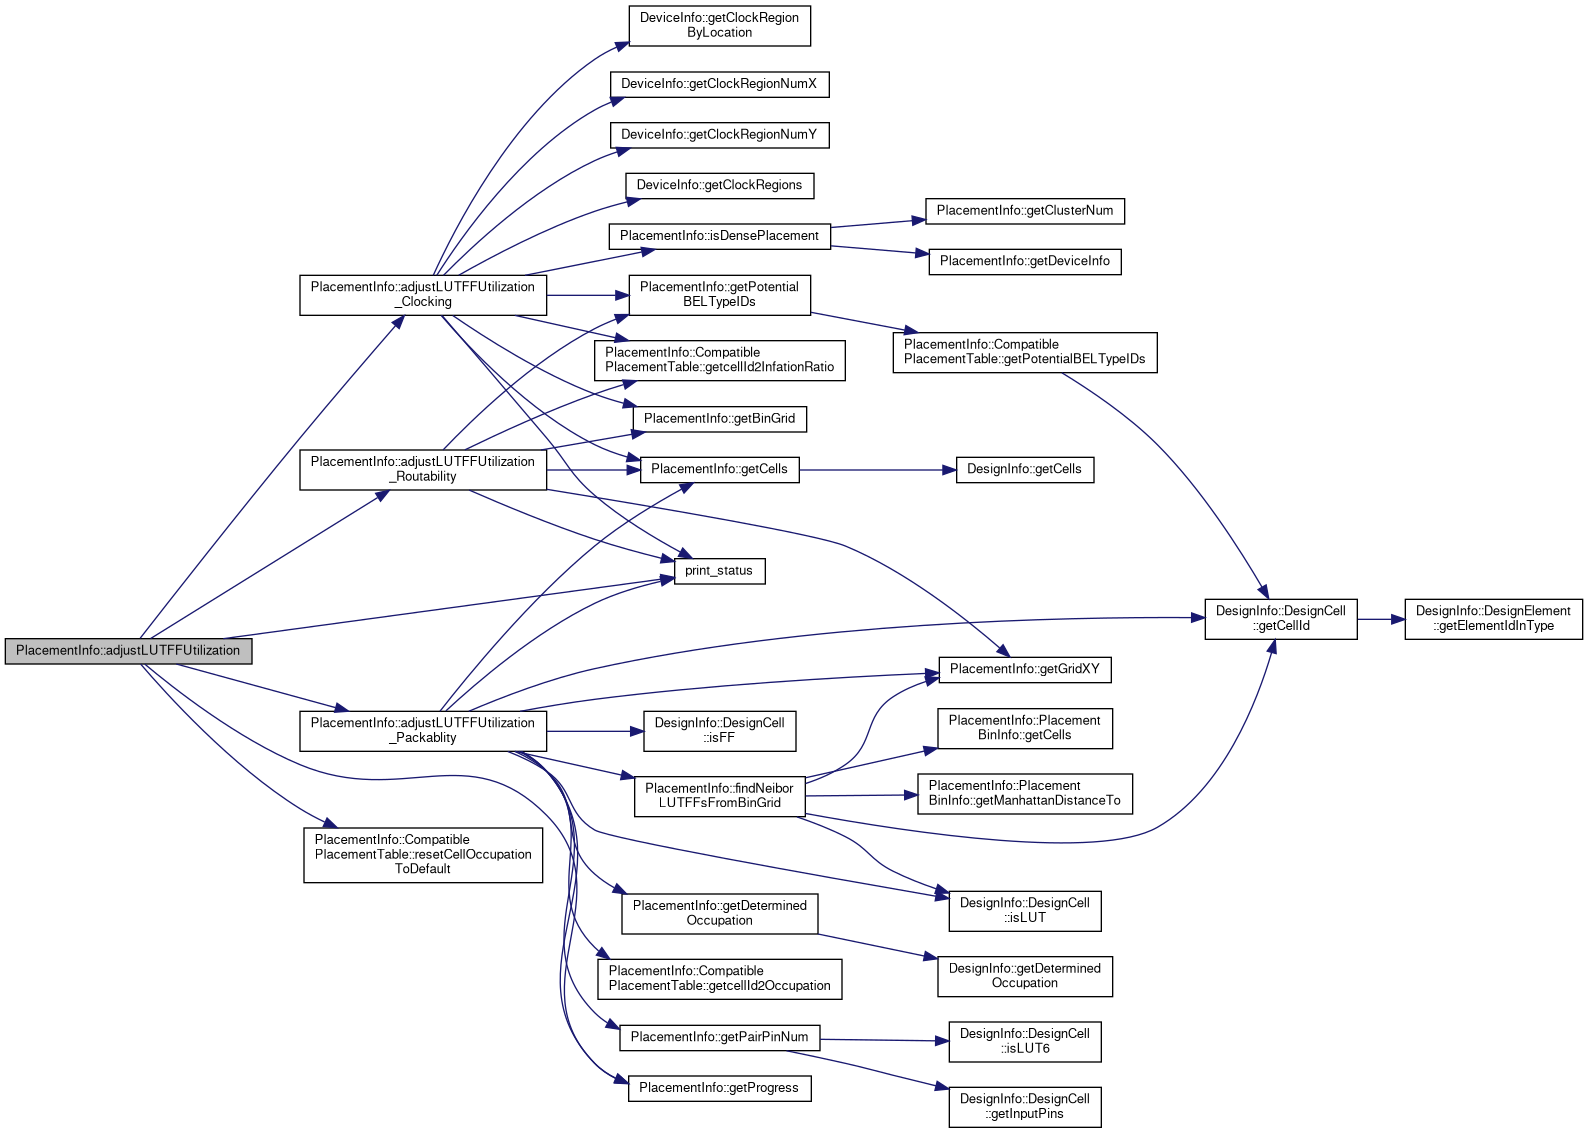 PlacementInfo::adjustLUTFFUtilization
PlacementInfo::adjustLUTFFUtilization
_Clocking
PlacementInfo::adjustLUTFFUtilization
_Routability
PlacementInfo::adjustLUTFFUtilization
_Packablity
PlacementInfo::Compatible
PlacementTable::resetCellOccupation
ToDefault
DeviceInfo::getClockRegion
ByLocation
DeviceInfo::getClockRegionNumX
DeviceInfo::getClockRegionNumY
DeviceInfo::getClockRegions
PlacementInfo::isDensePlacement
PlacementInfo::getPotential
BELTypeIDs
PlacementInfo::Compatible
PlacementTable::getcellId2InfationRatio
PlacementInfo::getBinGrid
PlacementInfo::getCells
print_status
DesignInfo::DesignCell
::isFF
PlacementInfo::findNeibor
LUTFFsFromBinGrid
PlacementInfo::getDetermined
Occupation
PlacementInfo::Compatible
PlacementTable::getcellId2Occupation
PlacementInfo::getPairPinNum
PlacementInfo::getProgress
PlacementInfo::getClusterNum
PlacementInfo::getDeviceInfo
PlacementInfo::Compatible
PlacementTable::getPotentialBELTypeIDs
DesignInfo::getCells
PlacementInfo::getGridXY
PlacementInfo::Placement
BinInfo::getCells
PlacementInfo::Placement
BinInfo::getManhattanDistanceTo
DesignInfo::DesignCell
::isLUT
DesignInfo::getDetermined
Occupation
DesignInfo::DesignCell
::isLUT6
DesignInfo::DesignCell
::getInputPins
DesignInfo::DesignCell
::getCellId
DesignInfo::DesignElement
::getElementIdInType